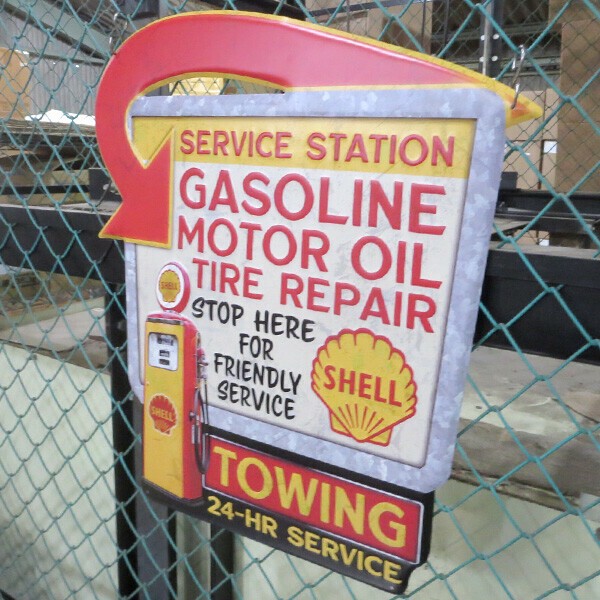 SERVICE STATION
GASOLINE
MOTOR OIL
TIRE REPAIR
STOP HERE
FOR
FRIENDLY
SERVICE
SHELL
SHELL
SHELL
TOWING
24-HR SERVICE